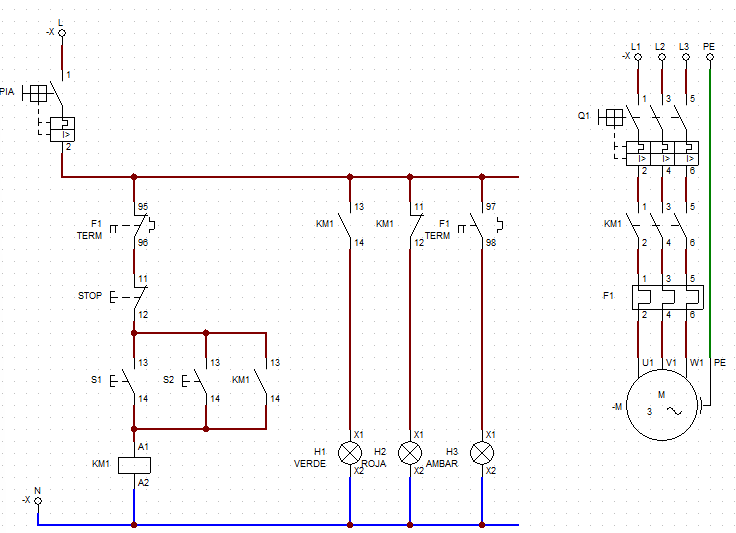 L
-X
1
PIA
I>
2
95
F1
TERM
96
13
KM1
14
11
KM1
12
97
F1
TERM
98
11
STOP
12
13
S1
14
13
S2
14
13
KM1
14
A1
KM1
A2
X1
H1
VERDE
X2
X1
H2
ROJA
X2
X1
H3
AMBAR
X2
N
-X
L1 L2 L3 PE
-X
1 3 5
Q1
I> I> I>
2 4 6
1 3 5
KM1
2 4 6
1 3 5
F1
2 4 6
U1 V1 W1 PE
M
-M
3